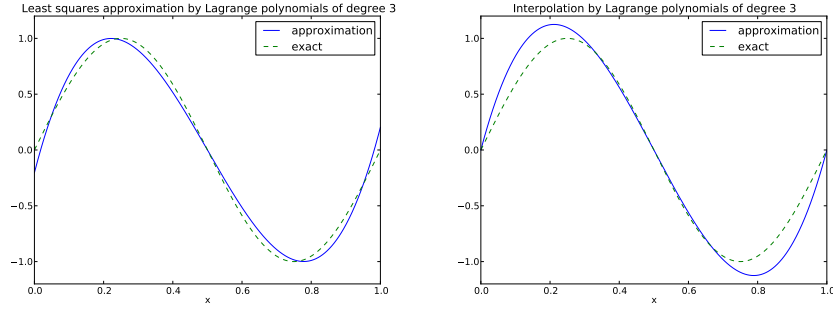 Least squares approximation by Lagrange polynomials of degree 3
approximation
exact
1.0
0.5
0.0
−0.5
−1.0
0.0 0.2 0.4 0.6 0.8 1.0
x
Interpolation by Lagrange polynomials of degree 3
approximation
exact
1.0
0.5
0.0
−0.5
−1.0
0.0 0.2 0.4 0.6 0.8 1.0
x